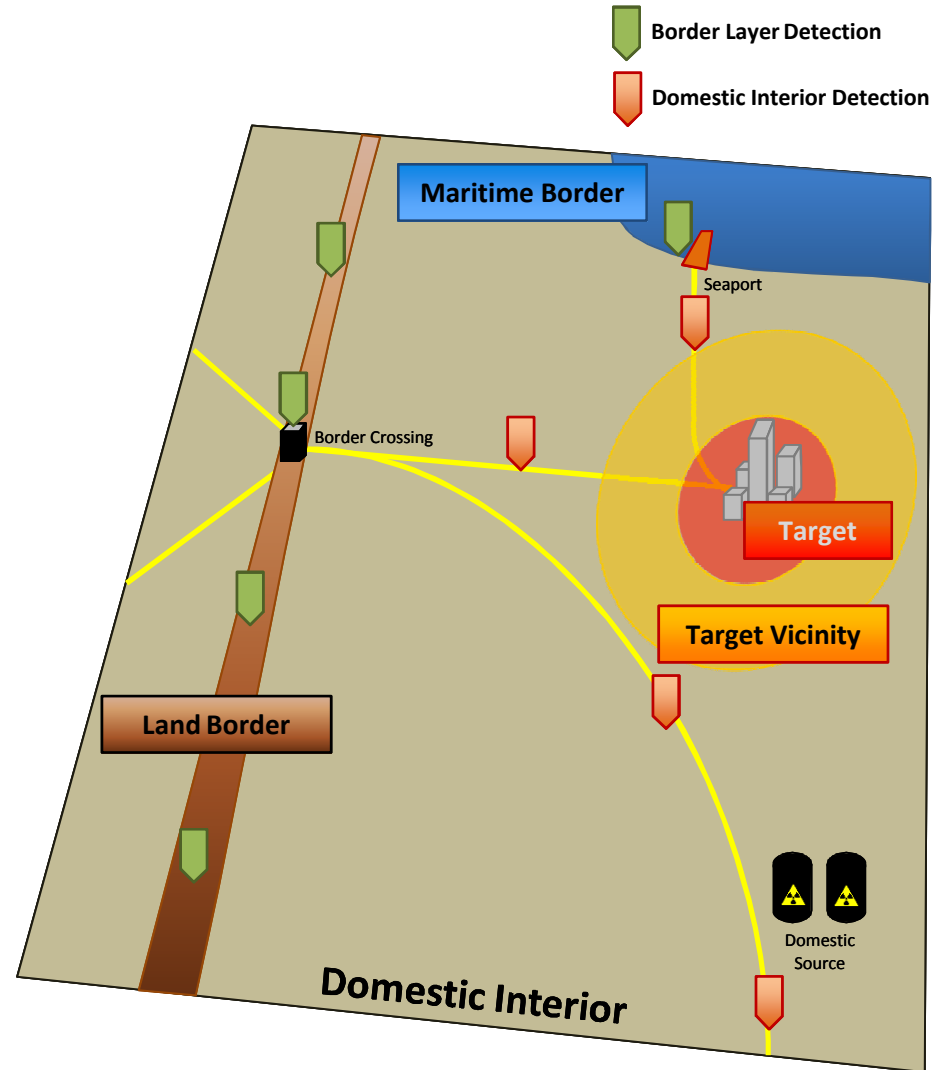 Border Layer Detection
Domestic Interior Detection
Maritime Border
Seaport
Border Crossing
Target
Target Vicinity
Land Border
Domestic
Source
Domestic Interior